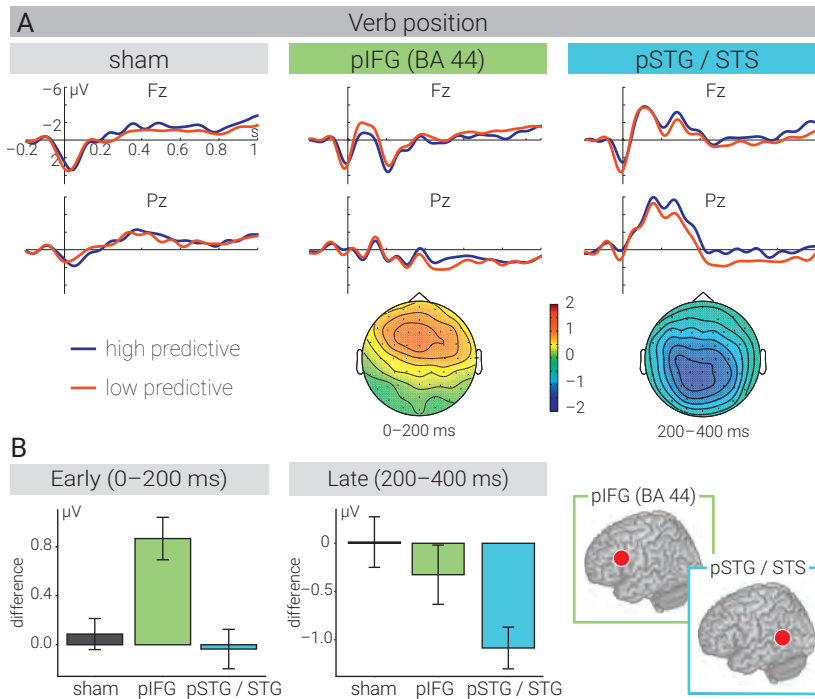 A
Verb position
sham
pIFG (BA 44)
pSTG / STS
−6 μV Fz
Fz
Fz
−2
s
−0.2 0.2 0.4 0.6 0.8 1
2
Pz
Pz
Pz
high predictive
low predictive
2
1
0
−1
−2
0–200 ms
200–400 ms
B
Early (0–200 ms)
Late (200–400 ms)
μV
difference
0.8
0.4
0.0
sham pIFG pSTG / STG
μV
difference
0
−0.5
−1.0
sham pIFG pSTG / STG
pIFG (BA 44)
pSTG / STS